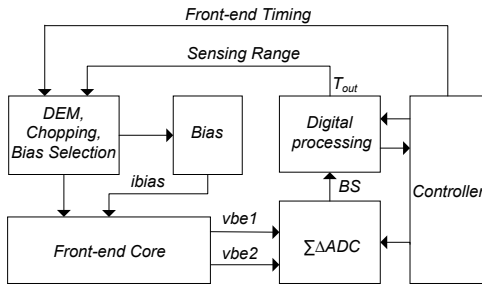 Front-end Timing
Sensing Range
T_out
DEM,
Chopping,
Bias Selection
Bias
Digital
processing
ibias
BS
Controller
vbe1
Front-end Core
vbe2
∑ΔADC